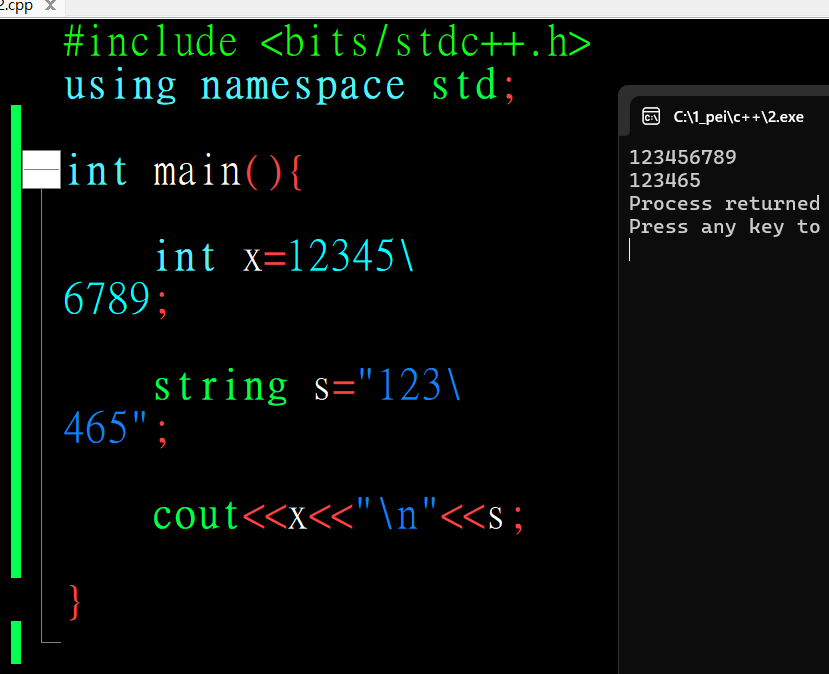 2.cpp
#include <bits/stdc++.h>
using namespace std;
int main(){
int x=12345\
6789;
string s="123\
465";
cout<<x<<"\n"<<s;
}
C:\1_pei\c++\2.exe
123456789
123465
Process returned
Press any key to